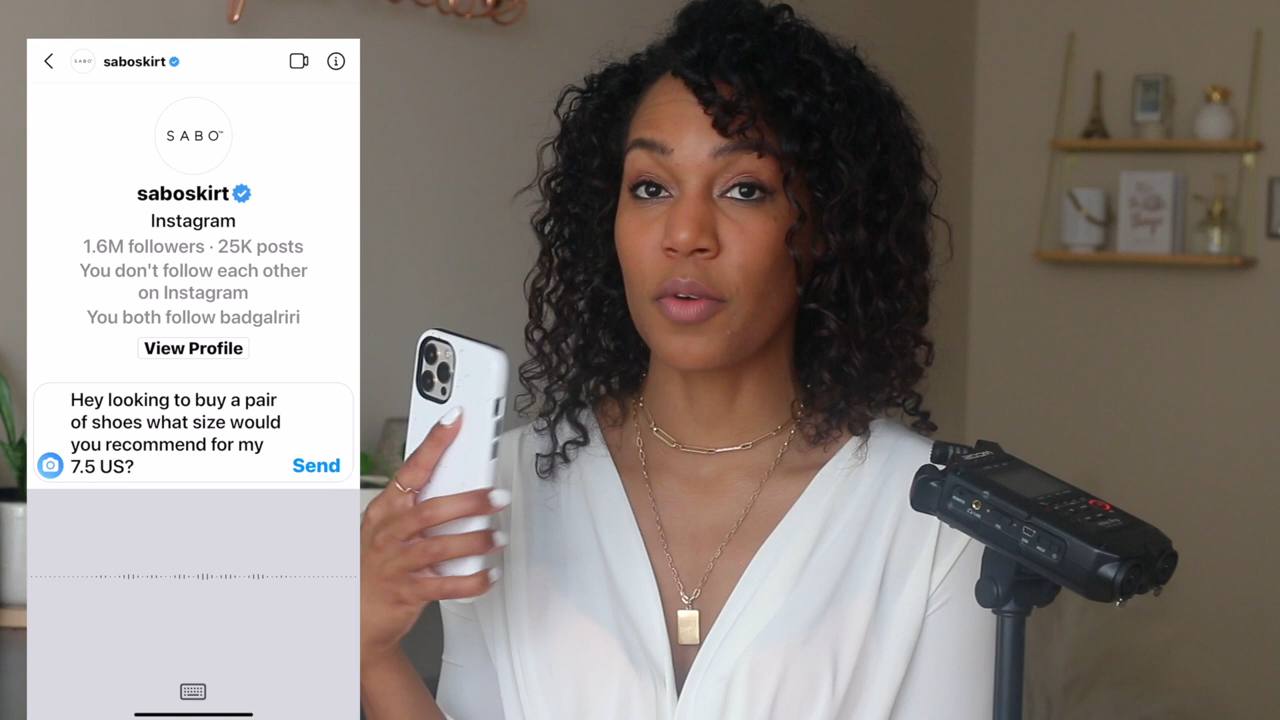 saboskirt
SABO
SABO™
saboskirt
Instagram
1.6M followers · 25K posts
You don't follow each other
on Instagram
You both follow badgalriri
View Profile
Hey looking to buy a pair
of shoes what size would
you recommend for my
7.5 US?
Send
zoom